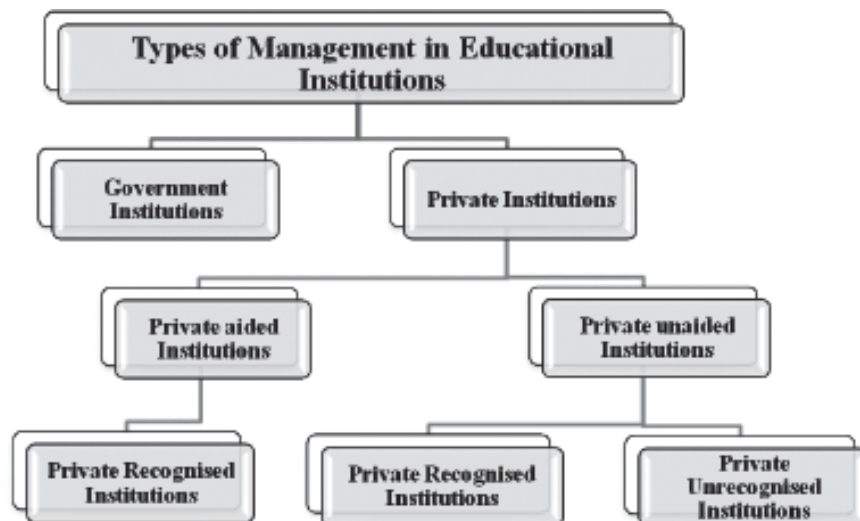 Types of Management in Educational
Institutions
Government
Institutions
Private Institutions
Private aided
Institutions
Private unaided
Institutions
Private Recognised
Institutions
Private Recognised
Institutions
Private
Unrecognised
Institutions